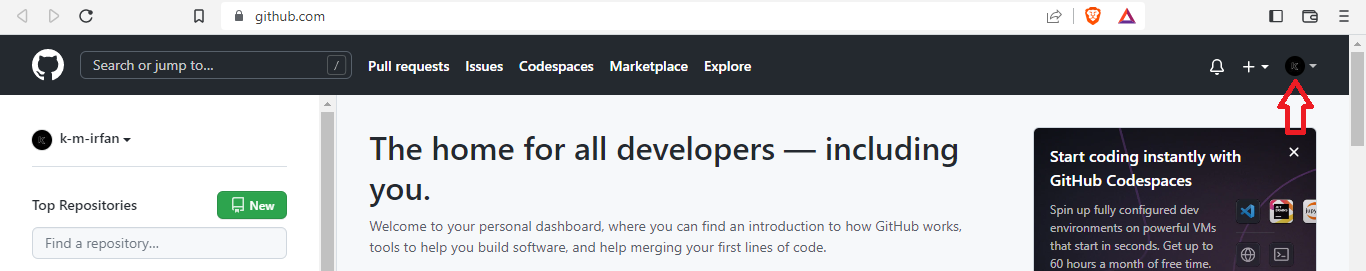 github.com
Search or jump to...
/
Pull requests
Issues
Codespaces
Marketplace
Explore
K
k-m-irfan
K
Top Repositories
New
Find a repository...
The home for all developers — including
you.
Welcome to your personal dashboard, where you can find an introduction to how GitHub works,
tools to help you build software, and help merging your first lines of code.
Start coding instantly with
GitHub Codespaces
Spin up fully configured dev
environments on powerful VMs
that start in seconds. Get up to
60 hours a month of free time.